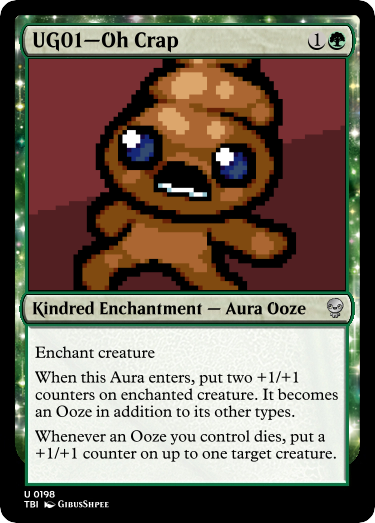 UG01—Oh Crap 1
Kindred Enchantment — Aura Ooze
Enchant creature
When this Aura enters, put two +1/+1
counters on enchanted creature. It becomes
an Ooze in addition to its other types.
Whenever an Ooze you control dies, put a
+1/+1 counter on up to one target creature.
U 0198
TBI GibusShpee